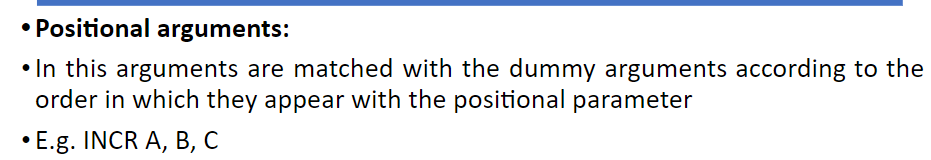 • Positional arguments:
• In this arguments are matched with the dummy arguments according to the
order in which they appear with the positional parameter
• E.g. INCR A, B, C